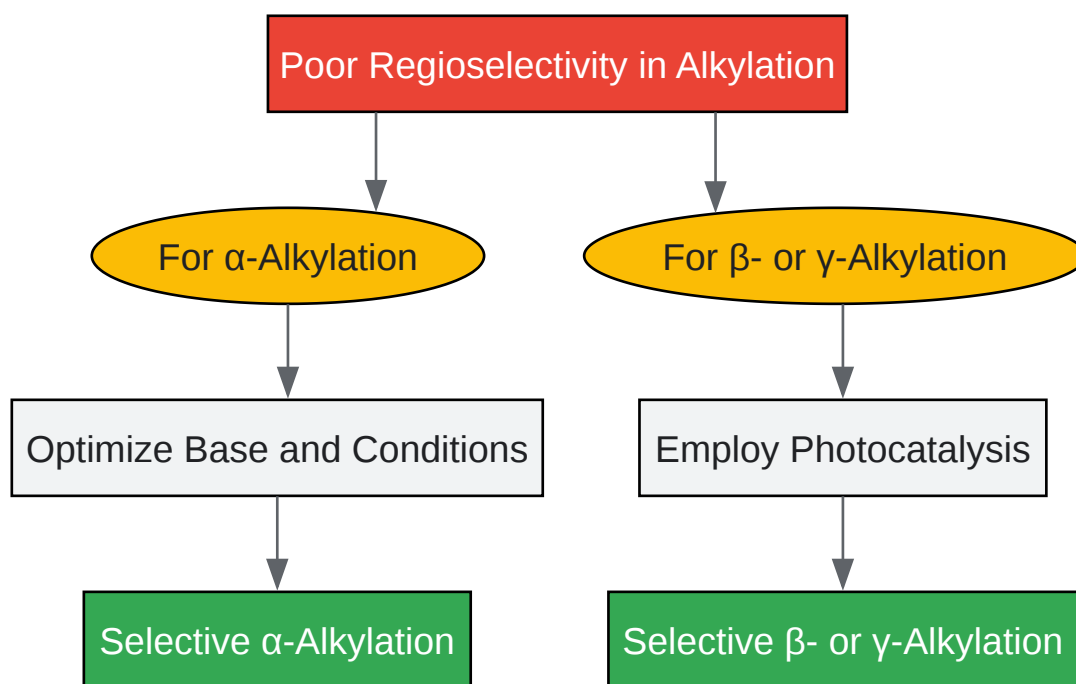 Poor Regioselectivity in Alkylation
For α-Alkylation
For β- or γ-Alkylation
Optimize Base and Conditions
Employ Photocatalysis
Selective α-Alkylation
Selective β- or γ-Alkylation